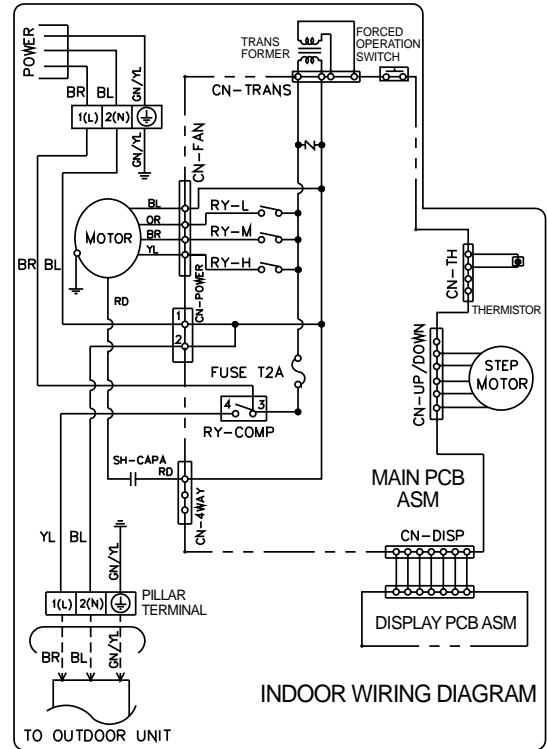 POWER
TRANS
FORMER
FORCED
OPERATION
SWITCH
BR BL GN/YL
CN-TRANS
1(L) 2(N)
GN/YL
CN-FAN
Z
BL
OR
BR
YL
MOTOR
RY-L
RY-M
RY-H
BR BL
RD
CN-POWER
1
2
CN-TH
THERMISTOR
CN-UP/DOWN
STEP
MOTOR
FUSE T2A
4 3
RY-COMP
SH-CAPA
RD
CN-4WAY
MAIN PCB
ASM
CN-DISP
YL BL GN/YL
1(L) 2(N)
PILLAR
TERMINAL
DISPLAY PCB ASM
BR BL GN/YL
INDOOR WIRING DIAGRAM
TO OUTDOOR UNIT